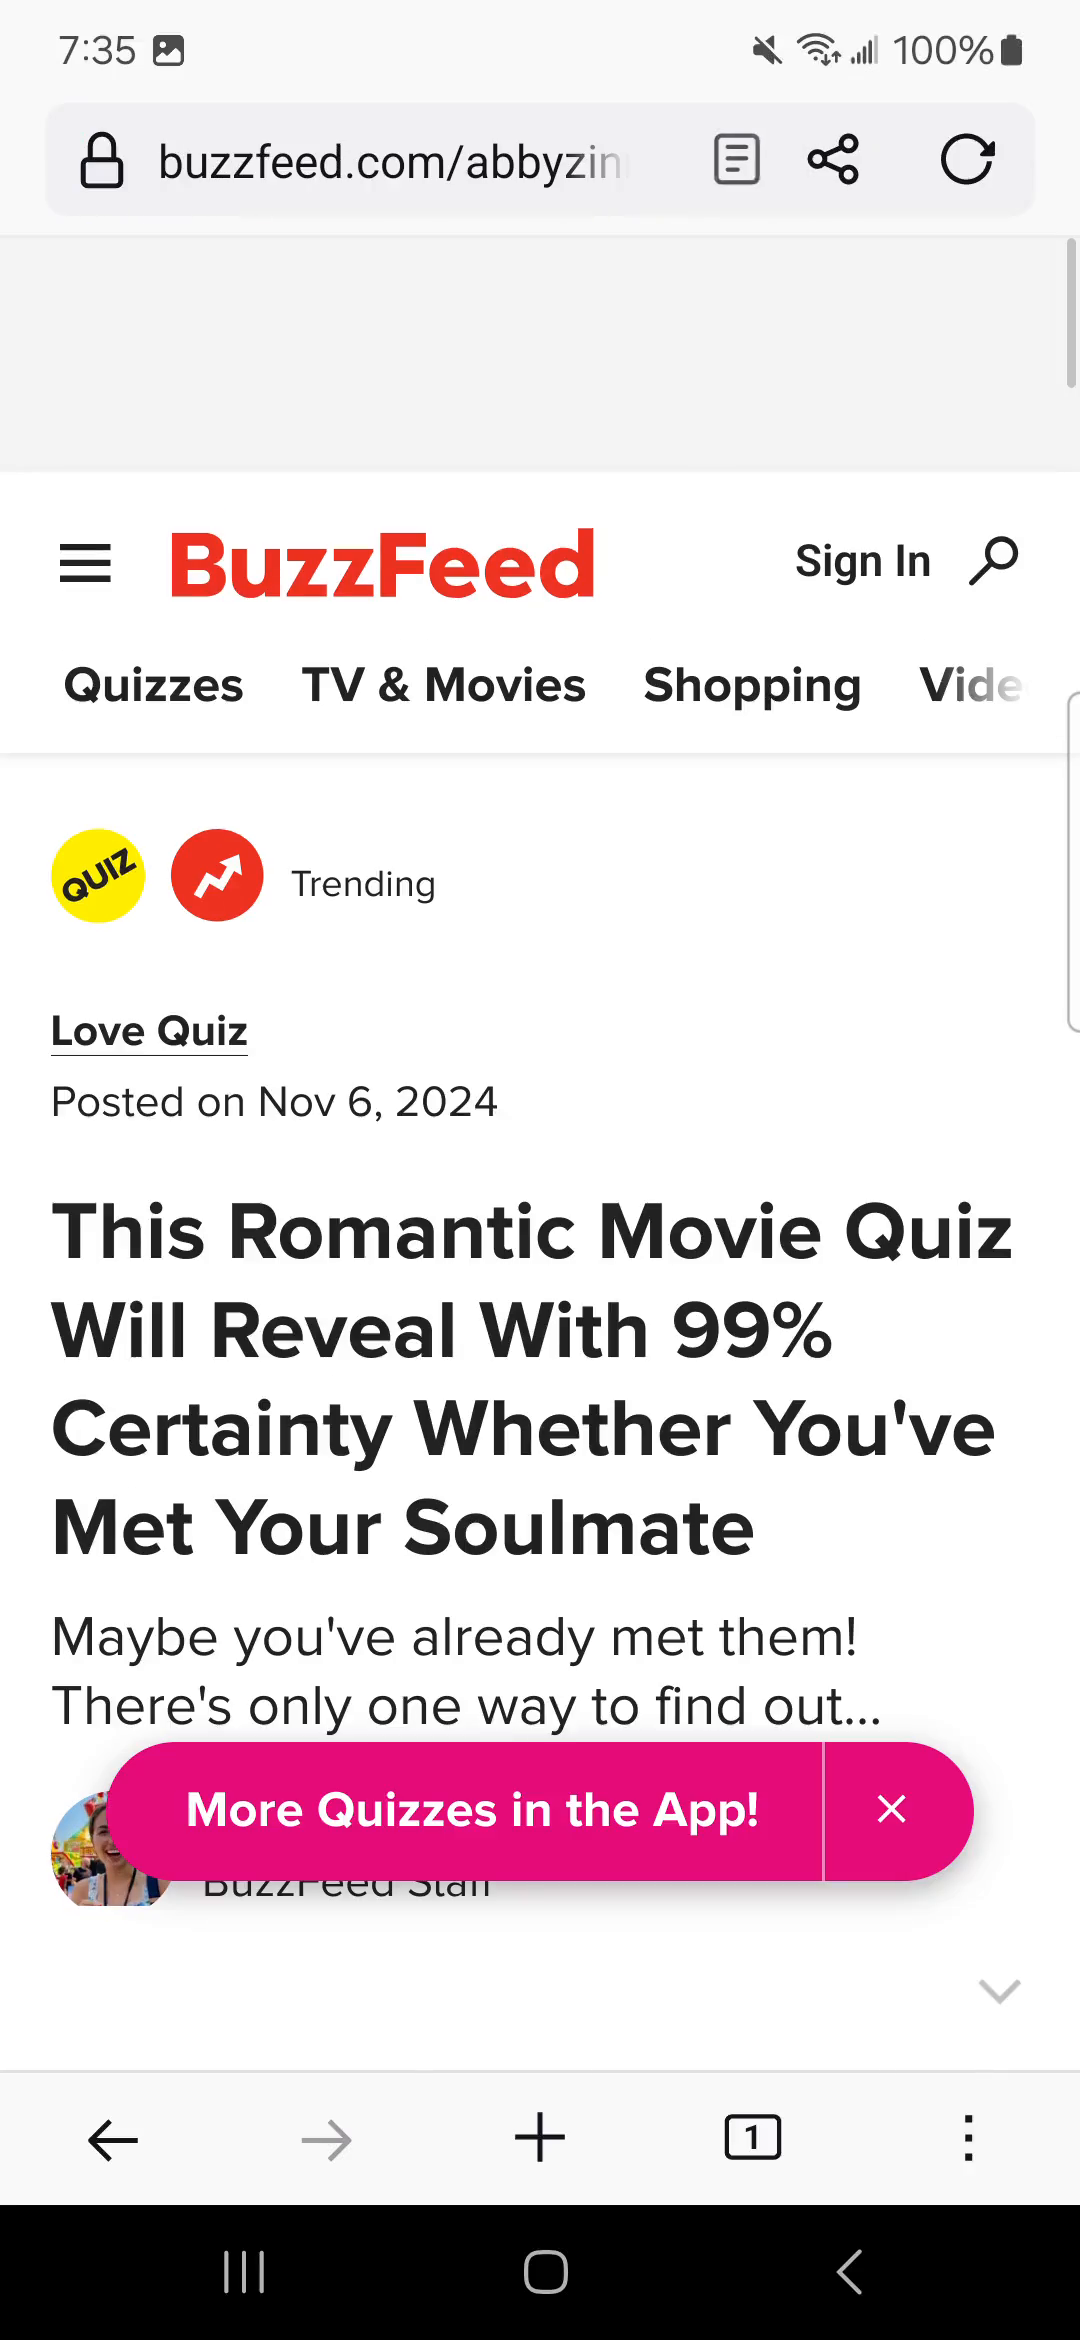 7:35
100%
buzzfeed.com/abbyzin
BuzzFeed
Sign In
Quizzes TV & Movies Shopping Vide
QUIZ Trending
Love Quiz
Posted on Nov 6, 2024
This Romantic Movie Quiz
Will Reveal With 99%
Certainty Whether You've
Met Your Soulmate
Maybe you've already met them!
There's only one way to find out...
More Quizzes in the App!
BuzzFeed Staff
1